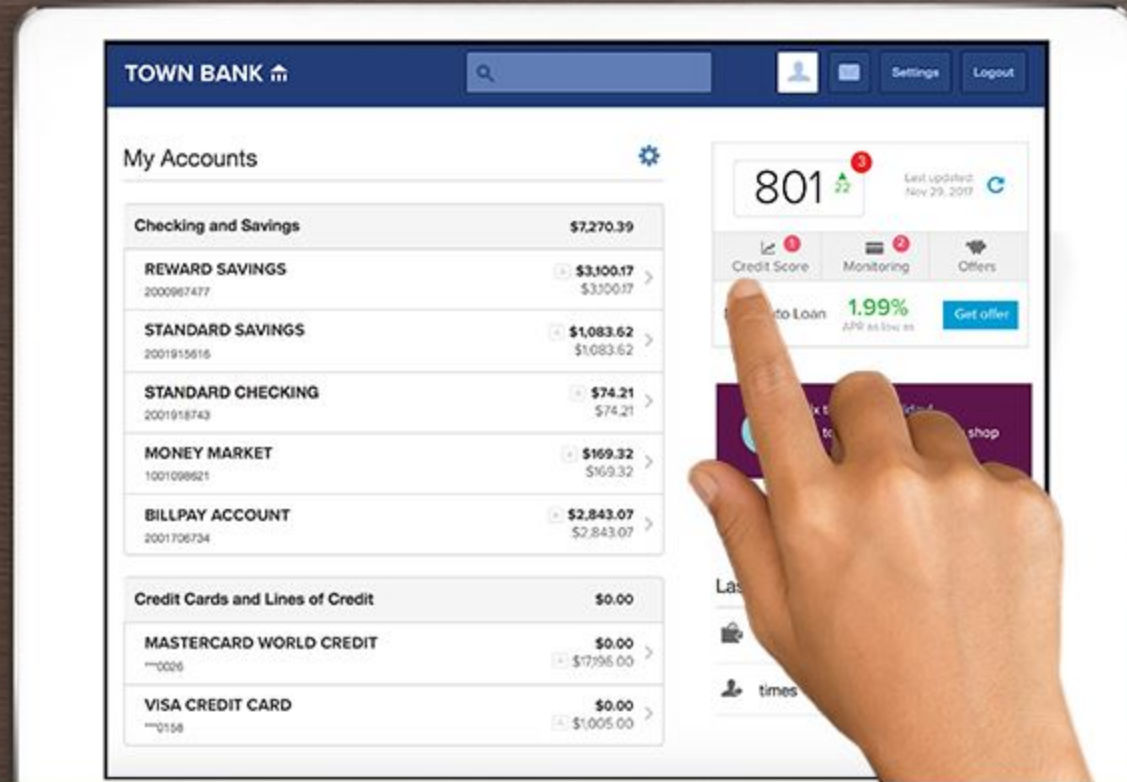 TOWN BANK
Settings
Logout
My Accounts
Checking and Savings $7,270.39
REWARD SAVINGS $3,100.17
2000967477 $3,100.17
STANDARD SAVINGS $1,083.62
2001915616 $1,083.62
STANDARD CHECKING $74.21
2001918743 $74.21
MONEY MARKET $169.32
1001098621 $169.32
BILLPAY ACCOUNT $2,843.07
2001706734 $2,843.07
Credit Cards and Lines of Credit $0.00
MASTERCARD WORLD CREDIT $0.00
***0026 $17,196.00
VISA CREDIT CARD $0.00
***0158 $1,005.00
801 22 3
Last updated:
Nov 29, 2017
1 2
Credit Score Monitoring Offers
to Loan 1.99% Get offer
APR as low as
shop
times